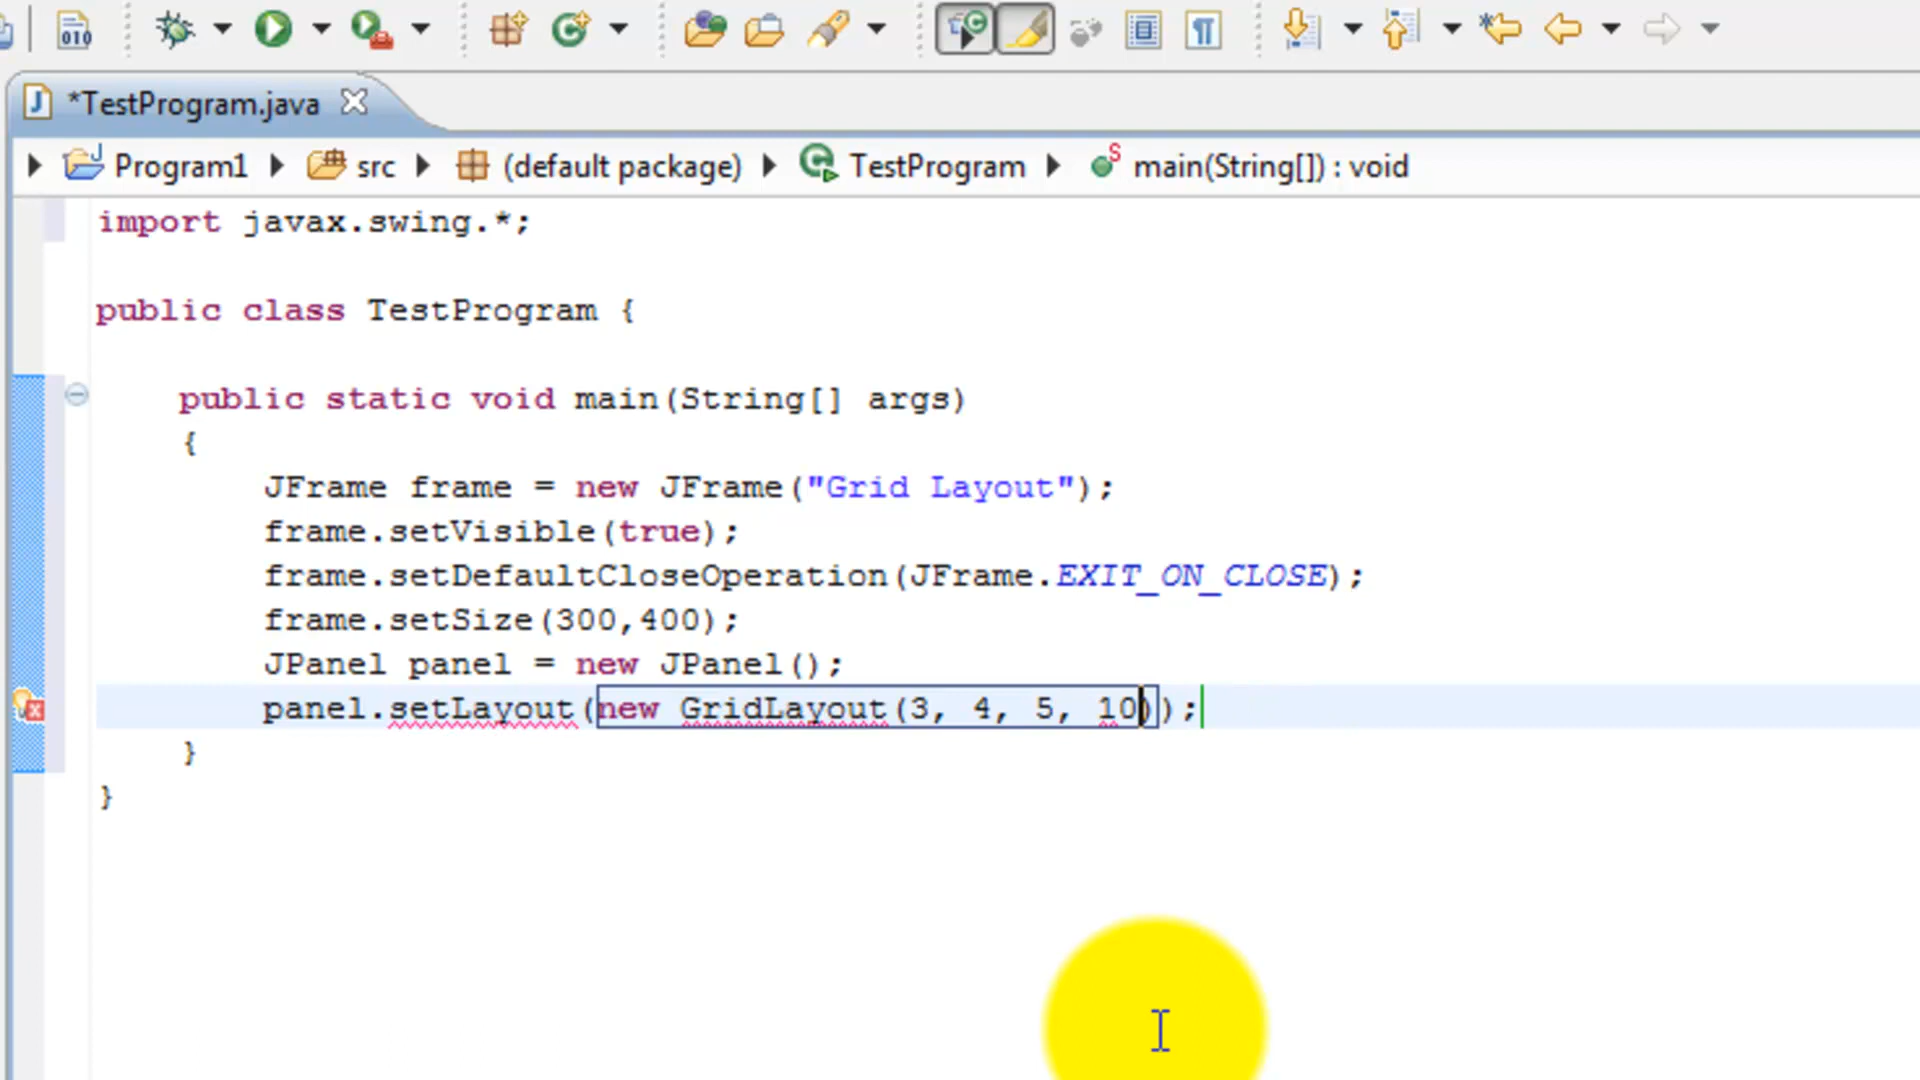 010
*TestProgram.java
Program1 src (default package) TestProgram main(String[]) : void
import javax.swing.*;
public class TestProgram {
public static void main(String[] args)
{
JFrame frame = new JFrame("Grid Layout");
frame.setVisible(true);
frame.setDefaultCloseOperation(JFrame.EXIT_ON_CLOSE);
frame.setSize(300,400);
JPanel panel = new JPanel();
panel.setLayout(new GridLayout(3, 4, 5, 10));
}
}